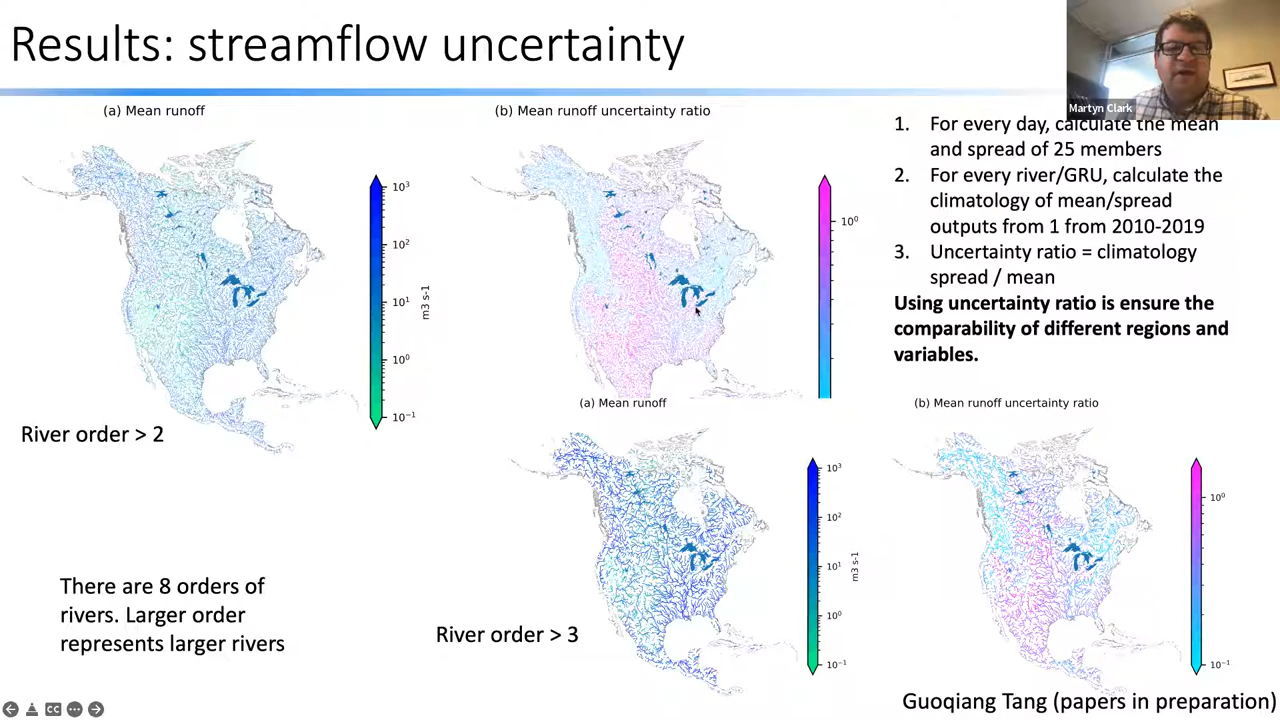 Results: streamflow uncertainty
Martyn Clark
(a) Mean runoff
(b) Mean runoff uncertainty ratio
10³
10²
10¹
10⁰
10⁻¹
m3 s-1
10⁰
1. For every day, calculate the mean
and spread of 25 members
2. For every river/GRU, calculate the
climatology of mean/spread
outputs from 1 from 2010-2019
3. Uncertainty ratio = climatology
spread / mean
Using uncertainty ratio is ensure the
comparability of different regions and
variables.
River order > 2
(a) Mean runoff
(b) Mean runoff uncertainty ratio
10³
10²
10¹
10⁰
10⁻¹
m3 s-1
10⁰
10⁻¹
There are 8 orders of
rivers. Larger order
represents larger rivers
River order > 3
CC
Guoqiang Tang (papers in preparation)